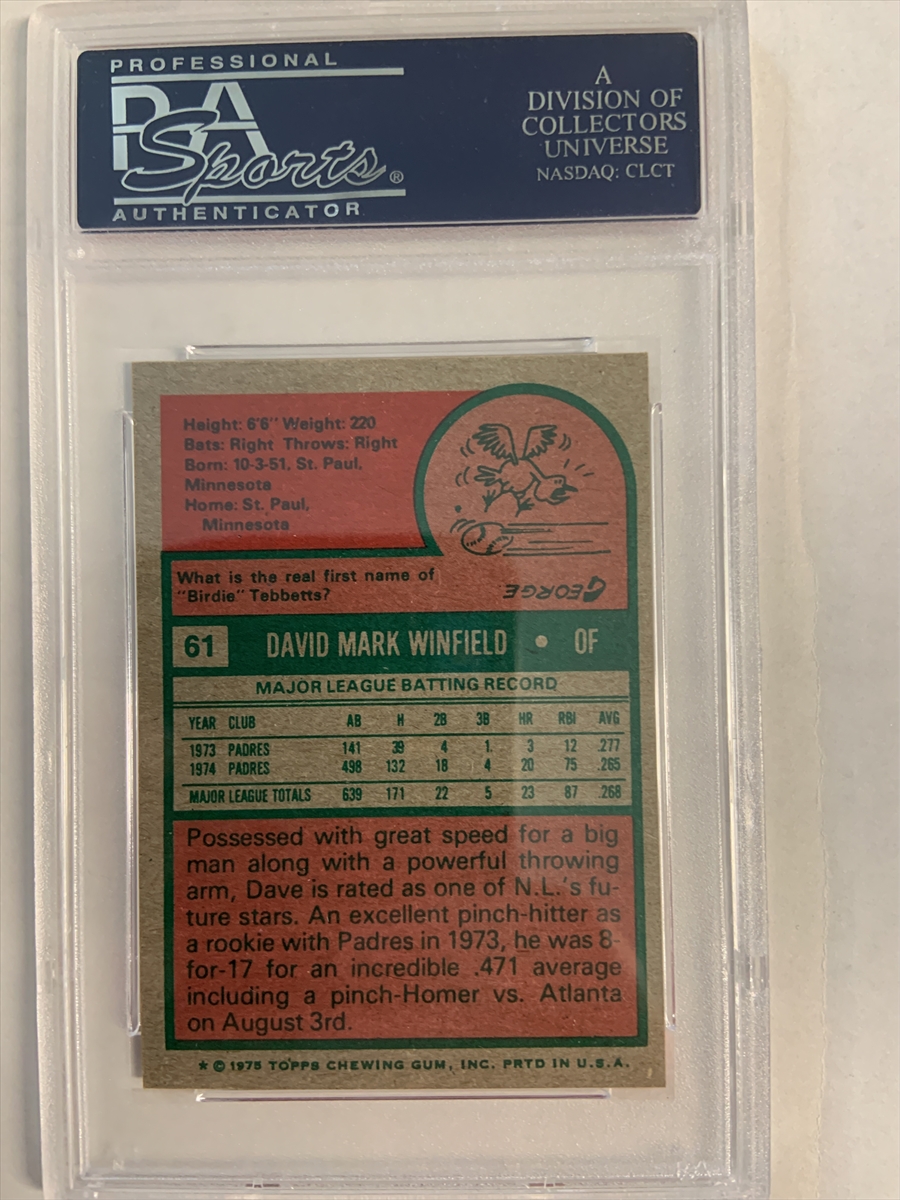 PROFESSIONAL
PSA
Sports®
AUTHENTICATOR
A
DIVISION OF
COLLECTORS
UNIVERSE
NASDAQ: CLCT
Height: 6'6" Weight: 220
Bats: Right Throws: Right
Born: 10-3-51, St. Paul,
Minnesota
Home: St. Paul,
Minnesota
What is the real first name of
"Birdie" Tebbetts?
GEORGE
61 DAVID MARK WINFIELD • OF
MAJOR LEAGUE BATTING RECORD
YEAR CLUB AB H 2B 3B HR RBI AVG
1973 PADRES 141 39 4 1 3 12 .277
1974 PADRES 498 132 18 4 20 75 .265
MAJOR LEAGUE TOTALS 639 171 22 5 23 87 .268
Possessed with great speed for a big
man along with a powerful throwing
arm, Dave is rated as one of N.L.'s fu-
ture stars. An excellent pinch-hitter as
a rookie with Padres in 1973, he was 8-
for-17 for an incredible .471 average
including a pinch-Homer vs. Atlanta
on August 3rd.
★ © 1975 TOPPS CHEWING GUM, INC. PRTD IN U.S.A.